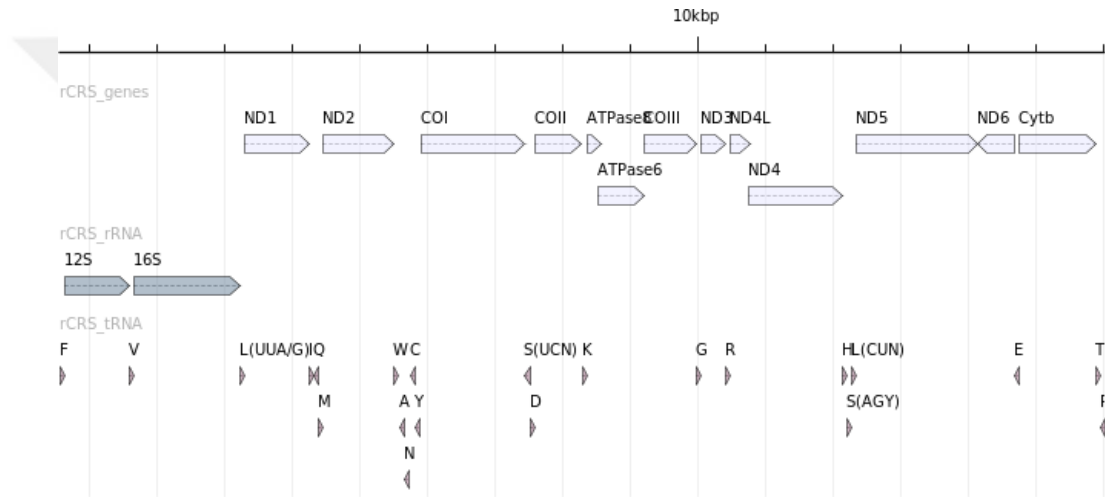 10kbp
rCRS_genes
ND1 ND2 COI COII ATPase8 COIII ND3 ND4L ND5 ND6 Cytb
ATPase6 ND4
rCRS_rRNA
12S 16S
rCRS_tRNA
F V L(UUA/G) I Q W C S(UCN) K G R H L(CUN) E T
M A Y D S(AGY)
N